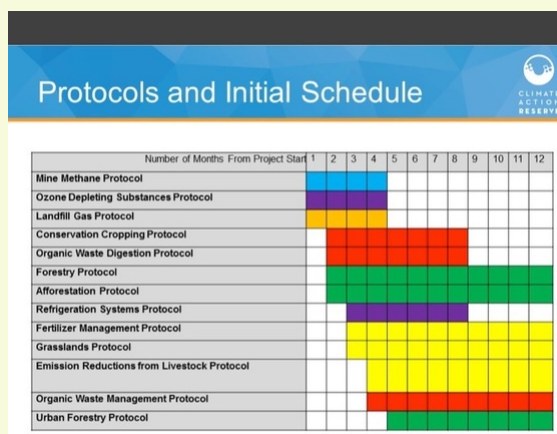 Protocols and Initial Schedule
CLIMATE
ACTION
RESERVE
Number of Months From Project Start 1 2 3 4 5 6 7 8 9 10 11 12
Mine Methane Protocol
Ozone Depleting Substances Protocol
Landfill Gas Protocol
Conservation Cropping Protocol
Organic Waste Digestion Protocol
Forestry Protocol
Afforestation Protocol
Refrigeration Systems Protocol
Fertilizer Management Protocol
Grasslands Protocol
Emission Reductions from Livestock Protocol
Organic Waste Management Protocol
Urban Forestry Protocol